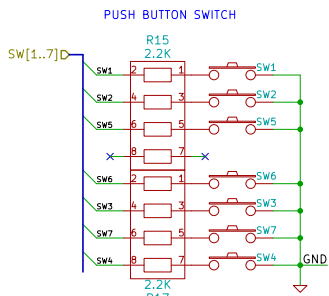 PUSH BUTTON SWITCH
R15
2.2K
SW[1..7]
SW1 2 1 SW1
SW2 4 3 SW2
SW5 6 5 SW5
8 7
SW6 2 1 SW6
SW3 4 3 SW3
SW7 6 5 SW7
SW4 8 7 SW4
GND
2.2K
R17